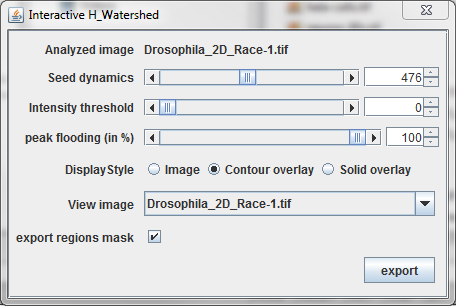 Interactive H_Watershed
Analyzed image Drosophila_2D_Race-1.tif
Seed dynamics 476
Intensity threshold 0
peak flooding (in %) 100
DisplayStyle Image Contour overlay Solid overlay
View image Drosophila_2D_Race-1.tif
export regions mask
export